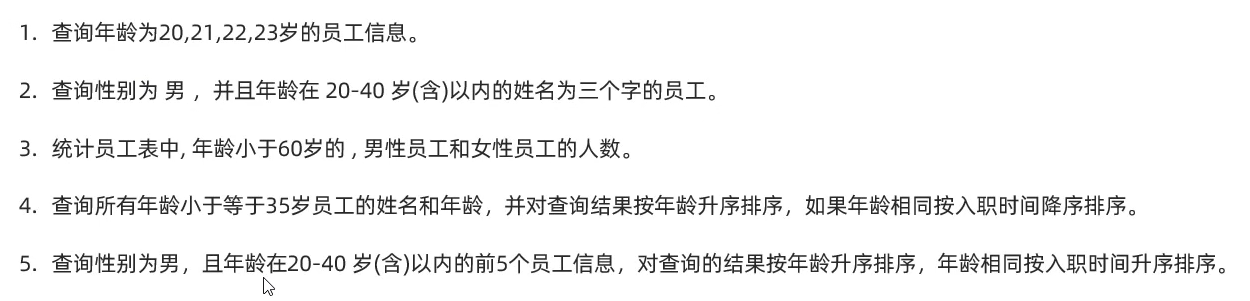 1. 查询年龄为20,21,22,23岁的员工信息。
2. 查询性别为 男 ，并且年龄在 20-40 岁(含)以内的姓名为三个字的员工。
3. 统计员工表中, 年龄小于60岁的 , 男性员工和女性员工的人数。
4. 查询所有年龄小于等于35岁员工的姓名和年龄，并对查询结果按年龄升序排序，如果年龄相同按入职时间降序排序。
5. 查询性别为男，且年龄在20-40 岁(含)以内的前5个员工信息，对查询的结果按年龄升序排序，年龄相同按入职时间升序排序。